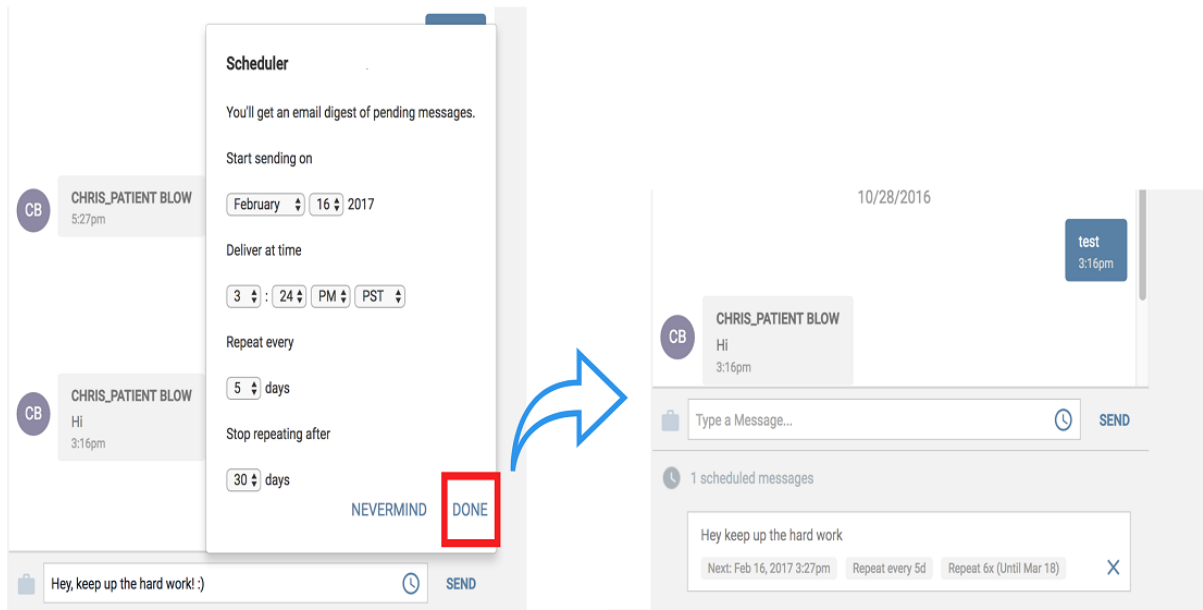 Scheduler
You'll get an email digest of pending messages.
Start sending on
February 16 2017
Deliver at time
3 : 24 PM PST
Repeat every
5 days
Stop repeating after
30 days
NEVERMIND DONE
CB CHRIS_PATIENT BLOW
5:27pm
CB CHRIS_PATIENT BLOW
Hi
3:16pm
Hey, keep up the hard work! :) SEND
10/28/2016
test
3:16pm
CB CHRIS_PATIENT BLOW
Hi
3:16pm
Type a Message... SEND
1 scheduled messages
Hey keep up the hard work
Next: Feb 16, 2017 3:27pm Repeat every 5d Repeat 6x (Until Mar 18) X